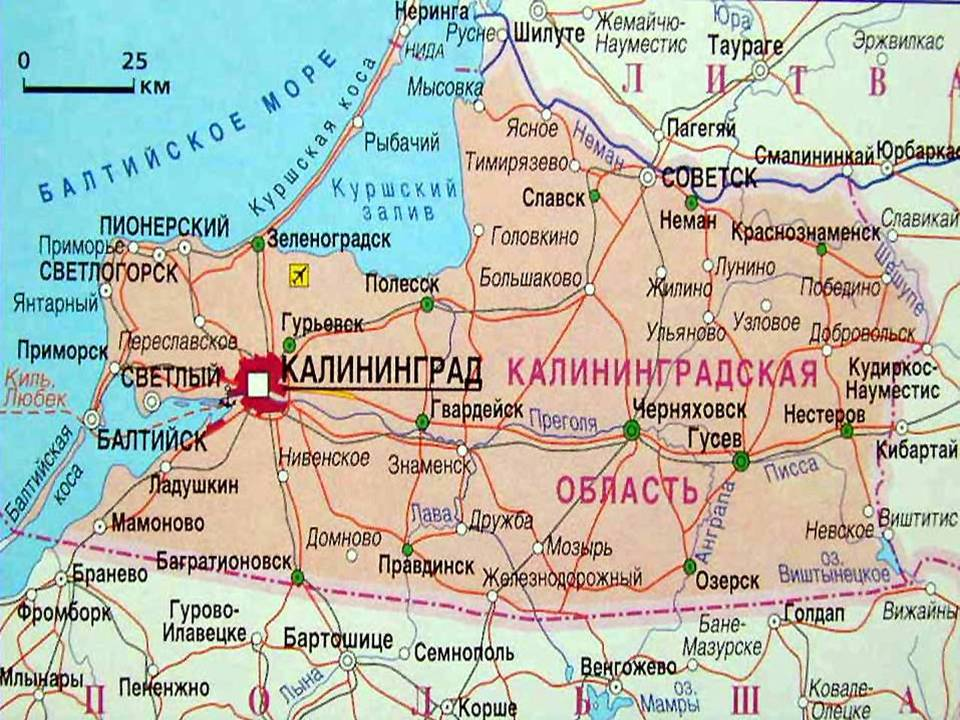 Неринга
Русне
Шилуте
Жемайчю-
Науместис
Юра
Таураге
Эржвилкас
НИДА
0 25
км
ЛИТВА
Мысовка
БАЛТИЙСКОЕ МОРЕ
Куршская коса
Рыбачий
Ясное
Неман
Пагегяй
Тимирязево
Смалининкай
Юрбаркас
СОВЕТСК
Куршский
залив
Славск
Неман
Славикай
ПИОНЕРСКИЙ
Приморье
Зеленоградск
Головкино
Краснознаменск
Шешупе
СВЕТЛОГОРСК
Полесск
Большаково
Жилино
Лунино
Победино
Янтарный
Гурьевск
Ульяново
Узловое
Добровольск
Переславское
Приморск
СВЕТЛЫЙ
КАЛИНИНГРАД
КАЛИНИНГРАДСКАЯ
Кудиркос-
Науместис
Киль,
Любек
Гвардейск
Преголя
Черняховск
Нестеров
БАЛТИЙСК
Гусев
Кибартай
Балтийская
коса
Нивенское
Знаменск
Писса
Ладушкин
ОБЛАСТЬ
Мамоново
Лава
Дружба
Анграпа
Невское
Виштитис
Домново
Мозырь
Багратионовск
Правдинск
Железнодорожный
Озерск
оз.
Виштынецкое
Бранево
Фромборк
Гурово-
Илавецке
Бартошице
Семнополь
Бане-
Мазурске
Голдап
Вижайны
Млынары
Пененжно
Лына
Венгожево
оз.
Мамры
Ковале-
Олецке
Корше
ПОЛЬША